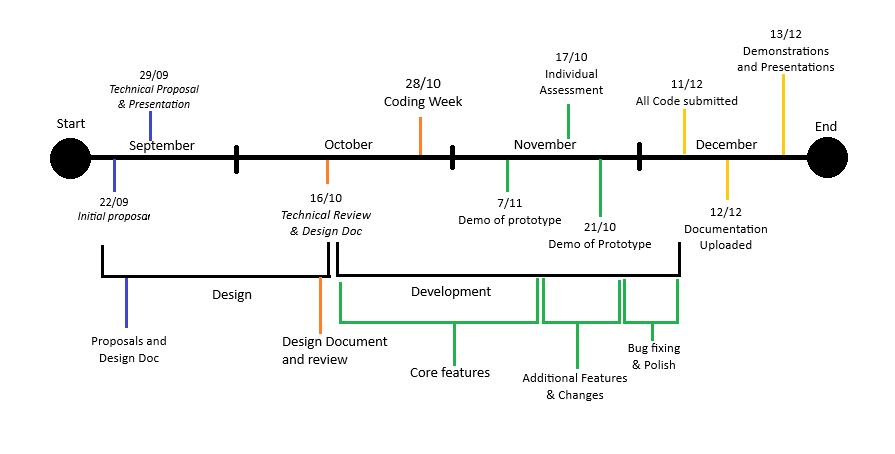 13/12
Demonstrations
and Presentations
17/10
Individual
Assessment
29/09
Technical Proposal
& Presentation
28/10
Coding Week
11/12
All Code submitted
Start
End
September
October
November
December
22/09
Initial proposar
16/10
Technical Review
& Design Doc
7/11
Demo of prototype
21/10
Demo of Prototype
12/12
Documentation
Uploaded
Design
Development
Proposals and
Design Doc
Design Document
and review
Core features
Additional Features
& Changes
Bug fixing
& Polish